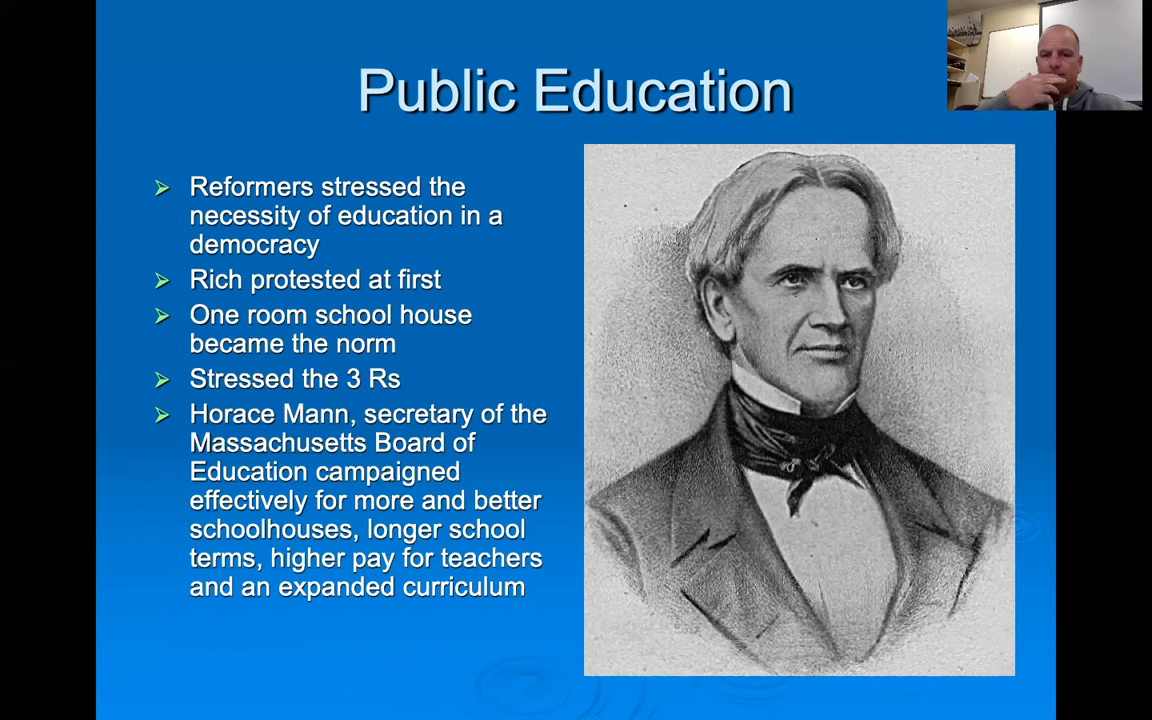 Public Education
Reformers stressed the
necessity of education in a
democracy
Rich protested at first
One room school house
became the norm
Stressed the 3 Rs
Horace Mann, secretary of the
Massachusetts Board of
Education campaigned
effectively for more and better
schoolhouses, longer school
terms, higher pay for teachers
and an expanded curriculum